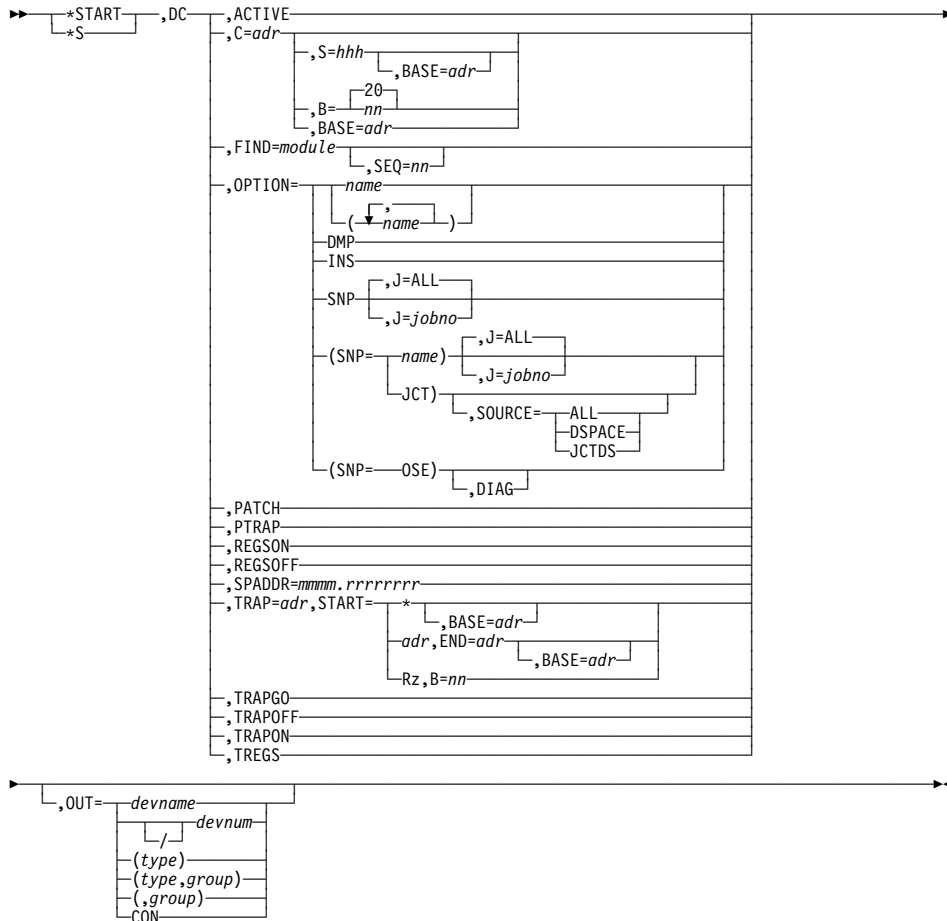 *START ,DC ,ACTIVE
*S ,C=adr
,S=hhh
,BASE=adr
20
,B= nn
,BASE=adr
,FIND=module
,SEQ=nn
,OPTION= name
,
( name )
DMP
INS
,J=ALL
SNP
,J=jobno
,J=ALL
(SNP= name)
,J=jobno
JCT)
,SOURCE= ALL
DSPACE
JCTDS
(SNP= OSE)
,DIAG
,PATCH
,PTRAP
,REGSON
,REGSOFF
,SPADDR=mmmm.rrrrrrrr
,TRAP=adr,START= *
,BASE=adr
adr,END=adr
,BASE=adr
Rz,B=nn
,TRAPGO
,TRAPOFF
,TRAPON
,TREGS
,OUT= devname
devnum
/
(type)
(type,group)
(,group)
CON